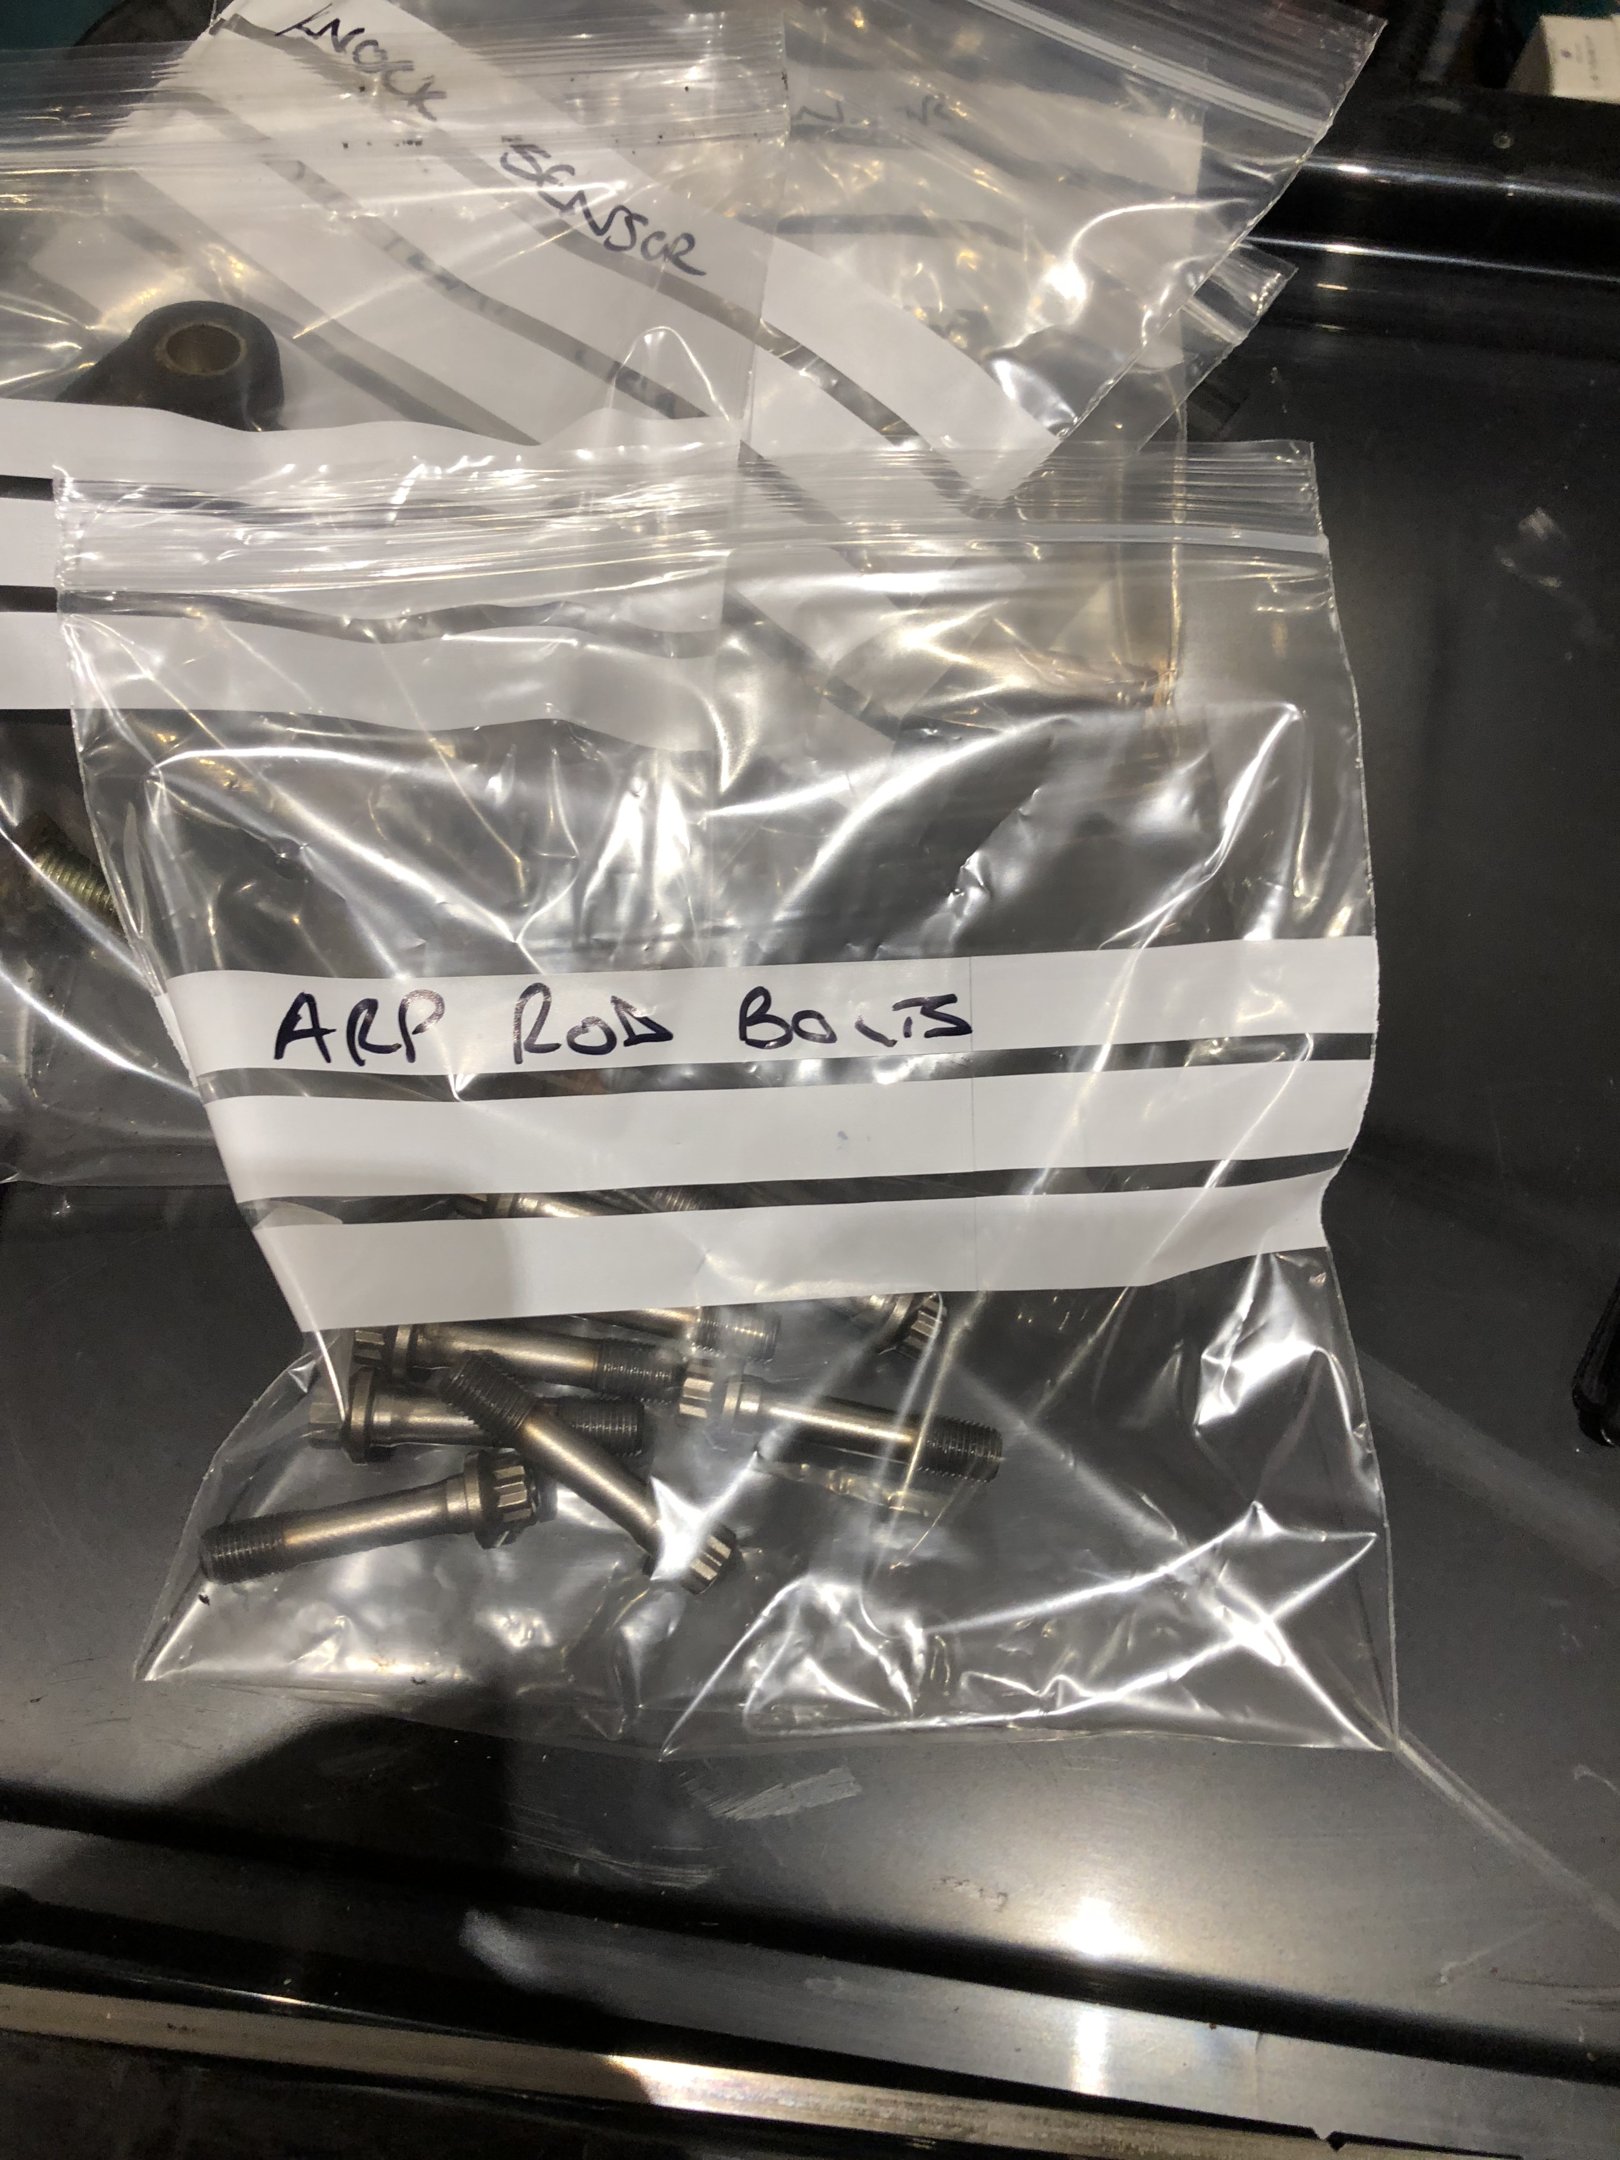 KNOCK SENSOR
ARP ROD BOLTS